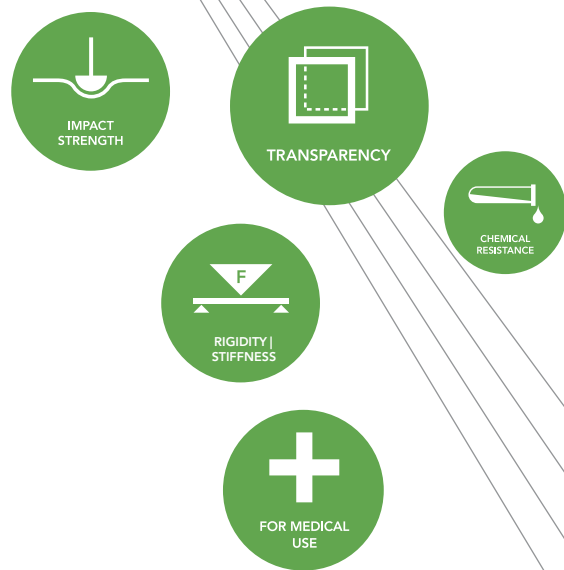 IMPACT
STRENGTH
TRANSPARENCY
CHEMICAL
RESISTANCE
F
RIGIDITY |
STIFFNESS
FOR MEDICAL
USE